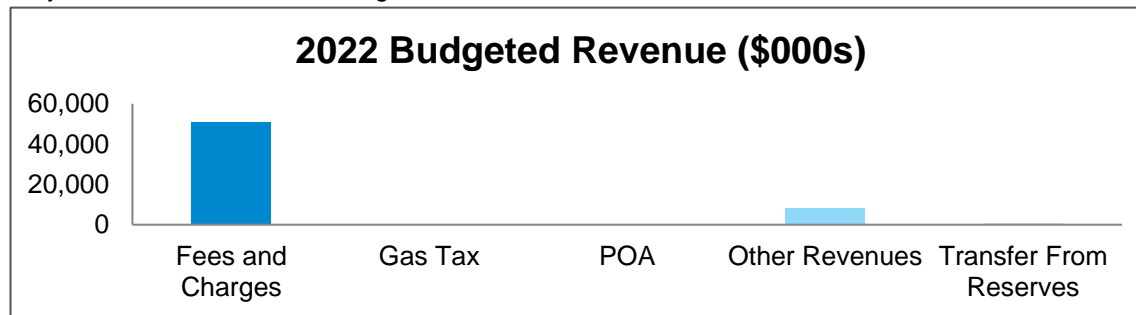 2022 Budgeted Revenue ($000s)
60,000
40,000
20,000
0
Fees and Charges
Gas Tax
POA
Other Revenues
Transfer From Reserves